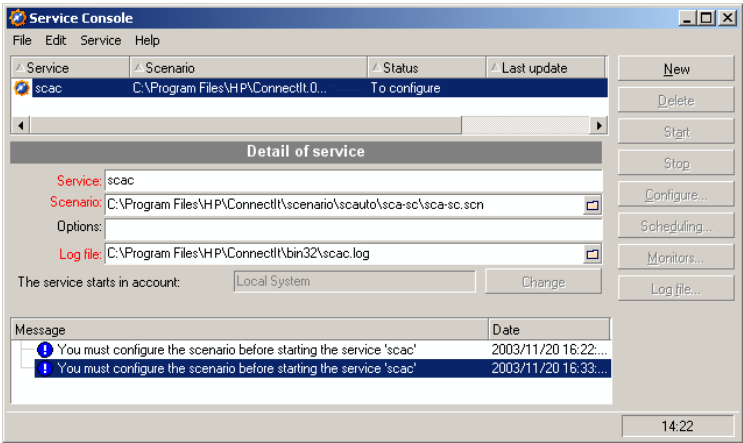 Service Console
File Edit Service Help
Service Scenario Status Last update
scac C:\Program Files\HP\ConnectIt.0... To configure
New
Delete
Start
Stop
Configure...
Scheduling...
Monitors...
Log file...
Detail of service
Service: scac
Scenario: C:\Program Files\HP\ConnectIt\scenario\scauto\sca-sc\sca-sc.scn
Options:
Log file: C:\Program Files\HP\ConnectIt\bin32\scac.log
The service starts in account: Local System Change
Message Date
You must configure the scenario before starting the service 'scac' 2003/11/20 16:22:...
You must configure the scenario before starting the service 'scac' 2003/11/20 16:33:...
14:22